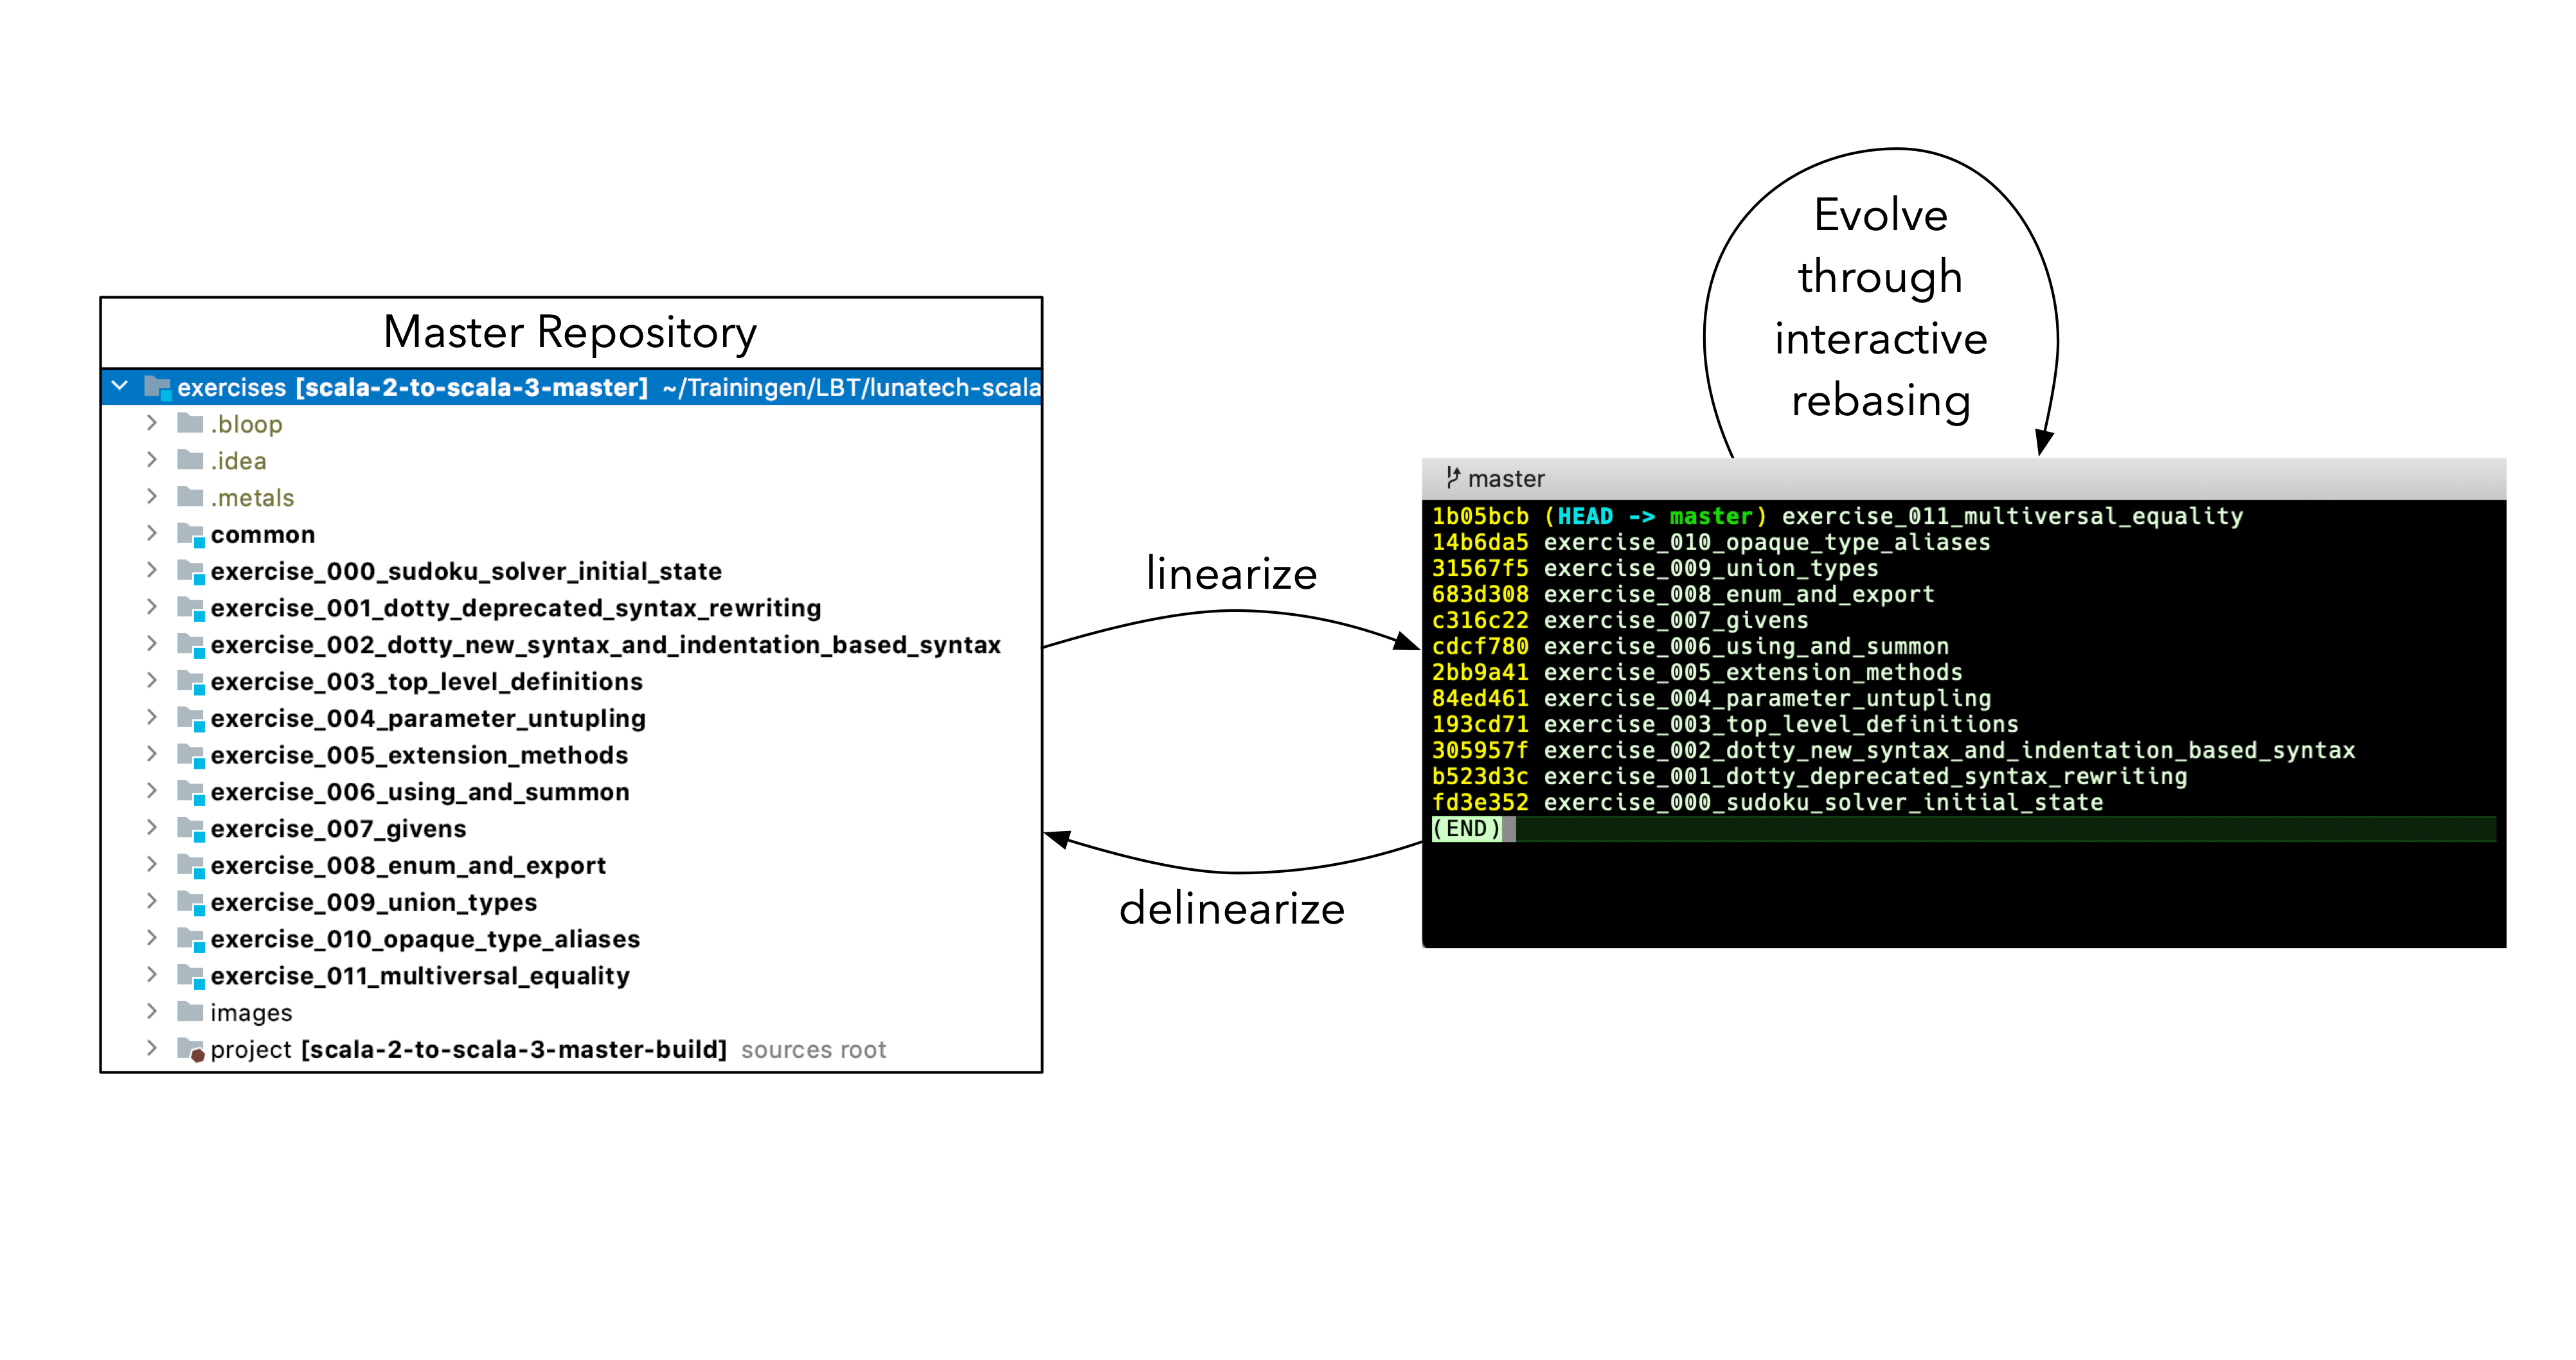 Master Repository
exercises [scala-2-to-scala-3-master] ~/Trainingen/LBT/lunatech-scala
.bloop
.idea
.metals
common
exercise_000_sudoku_solver_initial_state
exercise_001_dotty_deprecated_syntax_rewriting
exercise_002_dotty_new_syntax_and_indentation_based_syntax
exercise_003_top_level_definitions
exercise_004_parameter_untupling
exercise_005_extension_methods
exercise_006_using_and_summon
exercise_007_givens
exercise_008_enum_and_export
exercise_009_union_types
exercise_010_opaque_type_aliases
exercise_011_multiversal_equality
images
project [scala-2-to-scala-3-master-build] sources root
linearize
delinearize
Evolve
through
interactive
rebasing
master
1b05bcb (HEAD -> master) exercise_011_multiversal_equality
14b6da5 exercise_010_opaque_type_aliases
31567f5 exercise_009_union_types
683d308 exercise_008_enum_and_export
c316c22 exercise_007_givens
cdcf780 exercise_006_using_and_summon
2bb9a41 exercise_005_extension_methods
84ed461 exercise_004_parameter_untupling
193cd71 exercise_003_top_level_definitions
305957f exercise_002_dotty_new_syntax_and_indentation_based_syntax
b523d3c exercise_001_dotty_deprecated_syntax_rewriting
fd3e352 exercise_000_sudoku_solver_initial_state
(END)